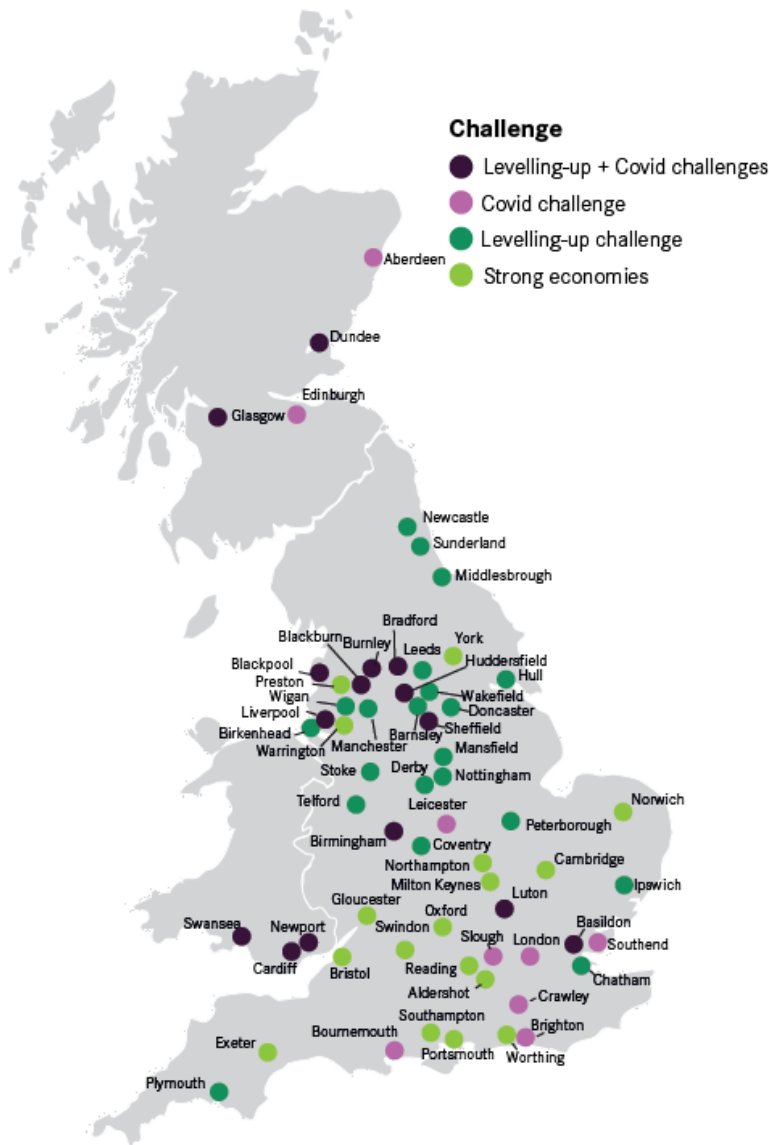 Challenge
Levelling-up + Covid challenges
Covid challenge
Levelling-up challenge
Strong economies
Aberdeen
Dundee
Edinburgh
Glasgow
Newcastle
Sunderland
Middlesbrough
Bradford
Blackburn
Burnley
York
Leeds
Huddersfield
Blackpool
Hull
Preston
Wakefield
Wigan
Doncaster
Liverpool
Sheffield
Birkenhead
Barnsley
Manchester
Warrington
Mansfield
Stoke
Derby
Nottingham
Telford
Leicester
Norwich
Peterborough
Birmingham
Coventry
Northampton
Cambridge
Milton Keynes
Ipswich
Luton
Gloucester
Oxford
Basildon
Swansea
Newport
Swindon
Slough
London
Southend
Cardiff
Bristol
Reading
Chatham
Aldershot
Crawley
Southampton
Bournemouth
Brighton
Exeter
Portsmouth
Worthing
Plymouth